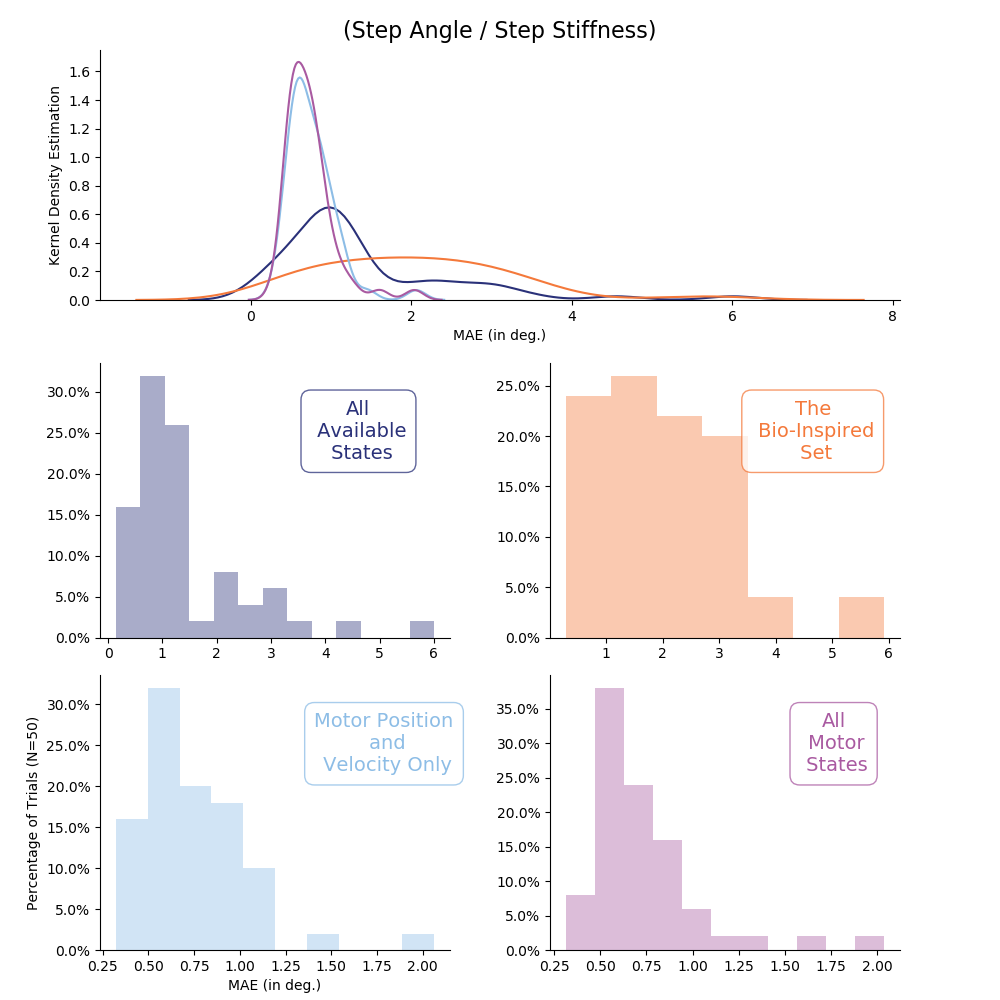 (Step Angle / Step Stiffness)
Kernel Density Estimation
1.6
1.4
1.2
1.0
0.8
0.6
0.4
0.2
0.0
0 2 4 6 8
MAE (in deg.)
30.0%
25.0%
20.0%
15.0%
10.0%
5.0%
0.0%
0 1 2 3 4 5 6
All
Available
States
25.0%
20.0%
15.0%
10.0%
5.0%
0.0%
1 2 3 4 5 6
The
Bio-Inspired
Set
Percentage of Trials (N=50)
30.0%
25.0%
20.0%
15.0%
10.0%
5.0%
0.0%
0.25 0.50 0.75 1.00 1.25 1.50 1.75 2.00
MAE (in deg.)
Motor Position
and
Velocity Only
35.0%
30.0%
25.0%
20.0%
15.0%
10.0%
5.0%
0.0%
0.25 0.50 0.75 1.00 1.25 1.50 1.75 2.00
All
Motor
States